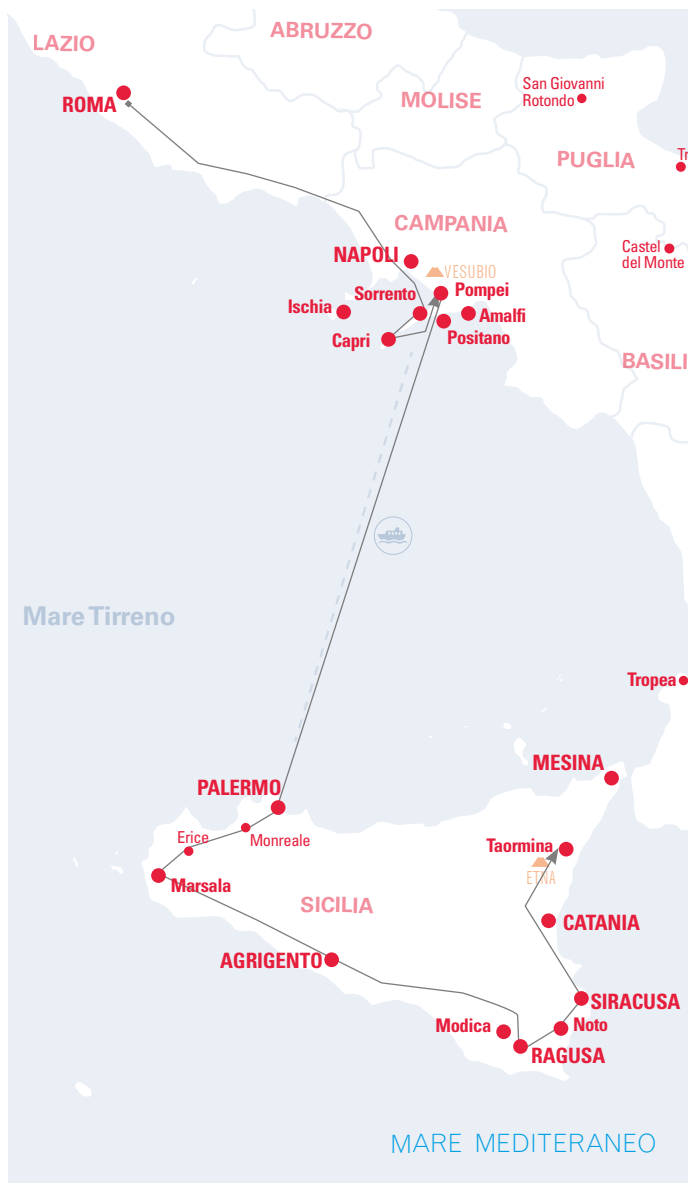 LAZIO
ABRUZZO
ROMA
MOLISE
San Giovanni
Rotondo
PUGLIA
Tr
CAMPANIA
NAPOLI
VESUBIO
Castel
del Monte
Ischia
Sorrento
Pompei
Amalfi
Capri
Positano
BASILI
Mare Tirreno
Tropea
MESINA
PALERMO
Erice
Monreale
Taormina
ETNA
Marsala
SICILIA
CATANIA
AGRIGENTO
SIRACUSA
Modica
Noto
RAGUSA
MARE MEDITERANEO